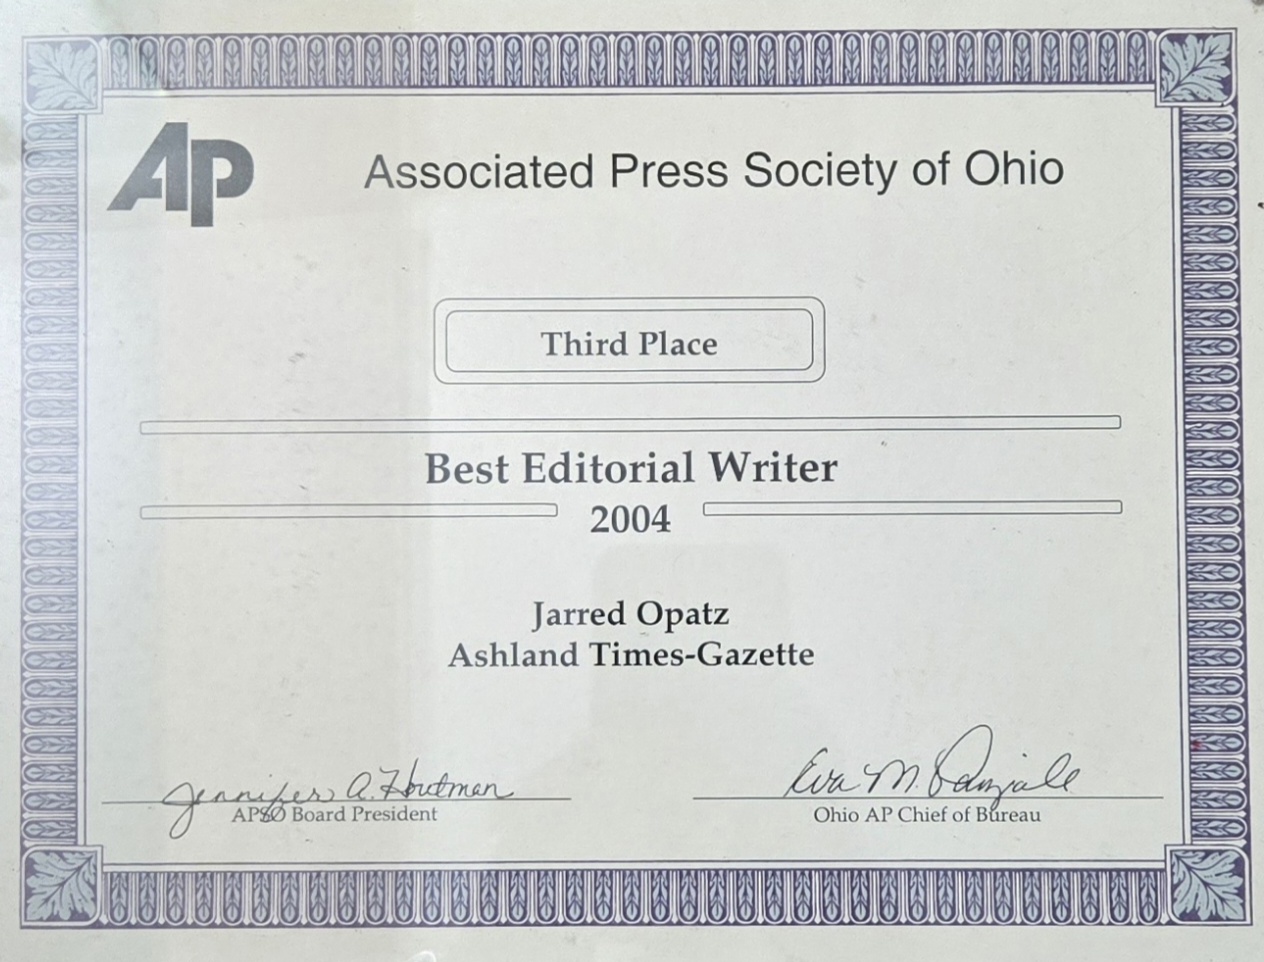 AP
Associated Press Society of Ohio
Third Place
Best Editorial Writer
2004
Jarred Opatz
Ashland Times-Gazette
Jennifer A. Houtman
APSO Board President
Eva M. Parziale
Ohio AP Chief of Bureau